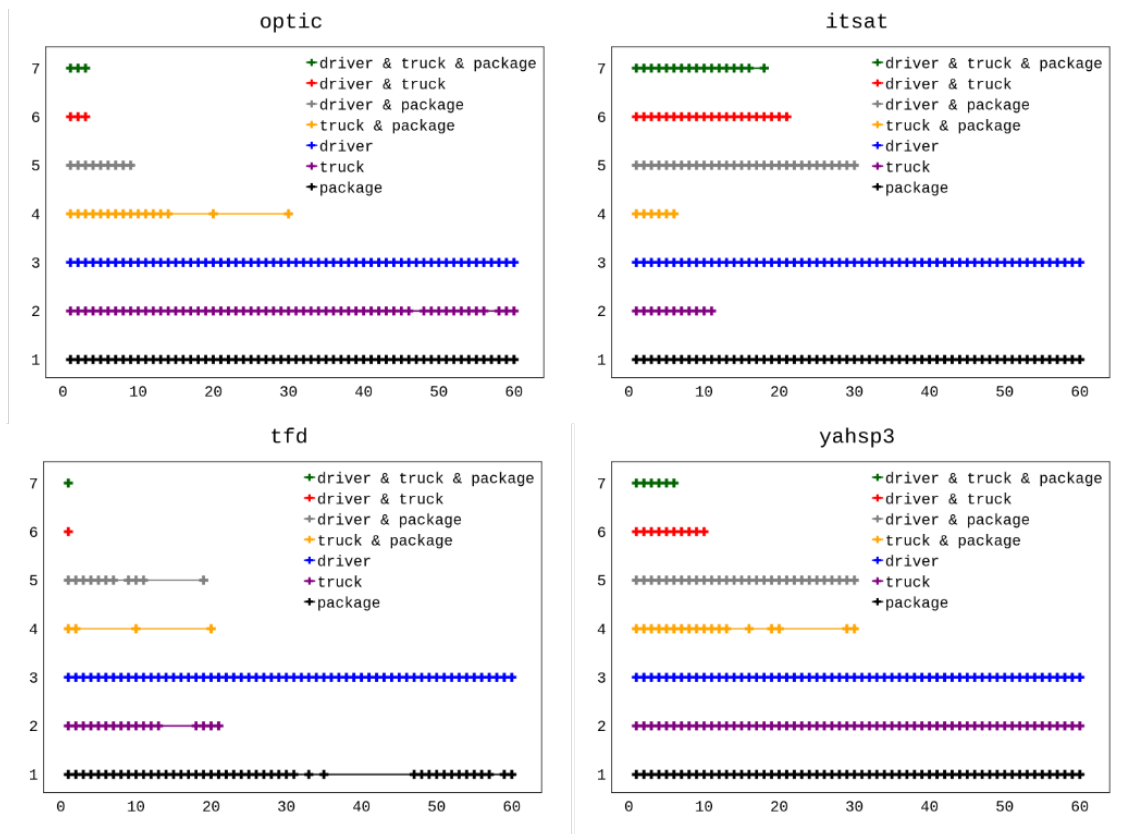 optic
driver & truck & package
driver & truck
driver & package
truck & package
driver
truck
package
7
6
5
4
3
2
1
0 10 20 30 40 50 60
itsat
driver & truck & package
driver & truck
driver & package
truck & package
driver
truck
package
7
6
5
4
3
2
1
0 10 20 30 40 50 60
tfd
driver & truck & package
driver & truck
driver & package
truck & package
driver
truck
package
7
6
5
4
3
2
1
0 10 20 30 40 50 60
yahsp3
driver & truck & package
driver & truck
driver & package
truck & package
driver
truck
package
7
6
5
4
3
2
1
0 10 20 30 40 50 60